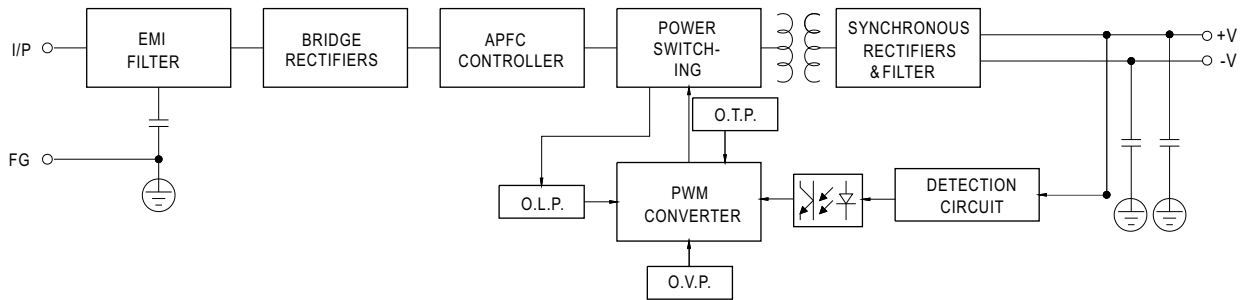 I/P
EMI
FILTER
BRIDGE
RECTIFIERS
APFC
CONTROLLER
POWER
SWITCH-
ING
SYNCHRONOUS
RECTIFIERS
&FILTER
+V
-V
O.T.P.
FG
O.L.P.
PWM
CONVERTER
DETECTION
CIRCUIT
O.V.P.